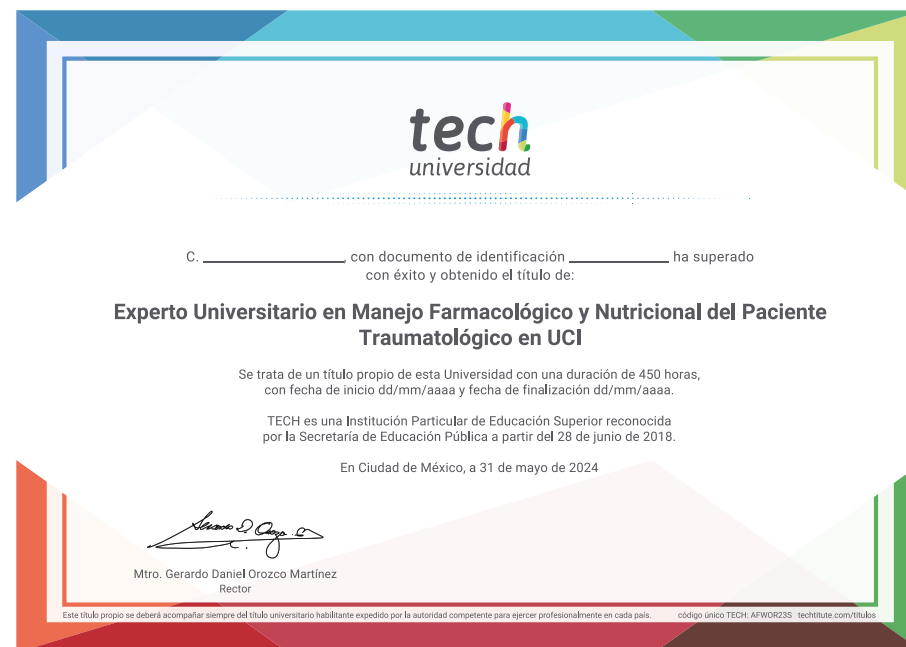 tech
universidad
C. ____________________, con documento de identificación ______________ ha superado
con éxito y obtenido el título de:
Experto Universitario en Manejo Farmacológico y Nutricional del Paciente
Traumatológico en UCI
Se trata de un título propio de esta Universidad con una duración de 450 horas,
con fecha de inicio dd/mm/aaaa y fecha de finalización dd/mm/aaaa.
TECH es una Institución Particular de Educación Superior reconocida
por la Secretaría de Educación Pública a partir del 28 de junio de 2018.
En Ciudad de México, a 31 de mayo de 2024
Mtro. Gerardo Daniel Orozco Martínez
Rector
Este título propio se deberá acompañar siempre del título universitario habilitante expedido por la autoridad competente para ejercer profesionalmente en cada país. código único TECH: AFWOR23S techtitute.com/titulos